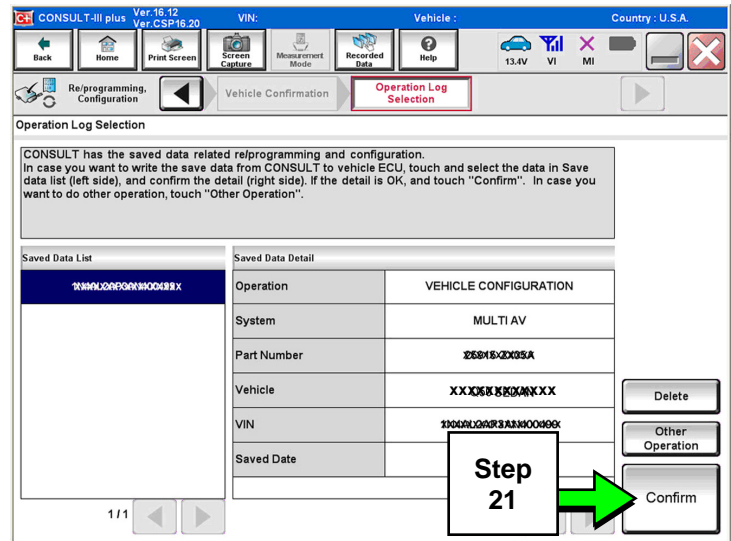 CONSULT-III plus Ver.16.12 VIN: Vehicle : Country : U.S.A.
Ver.CSP16.20
Back
Home
Print Screen
Screen
Capture
Measurement
Mode
Recorded
Data
Help
13.4V
VI
MI
Re/programming,
Configuration
Vehicle Confirmation
Operation Log
Selection
Operation Log Selection
CONSULT has the saved data related re/programming and configuration.
In case you want to write the save data from CONSULT to vehicle ECU, touch and select the data in Save
data list (left side), and confirm the detail (right side). If the detail is OK, and touch "Confirm". In case you
want to do other operation, touch "Other Operation".
Saved Data List
Saved Data Detail
Operation VEHICLE CONFIGURATION
System MULTI AV
Part Number
Vehicle
VIN
Saved Date
Delete
Other
Operation
Confirm
Step
21
1/1